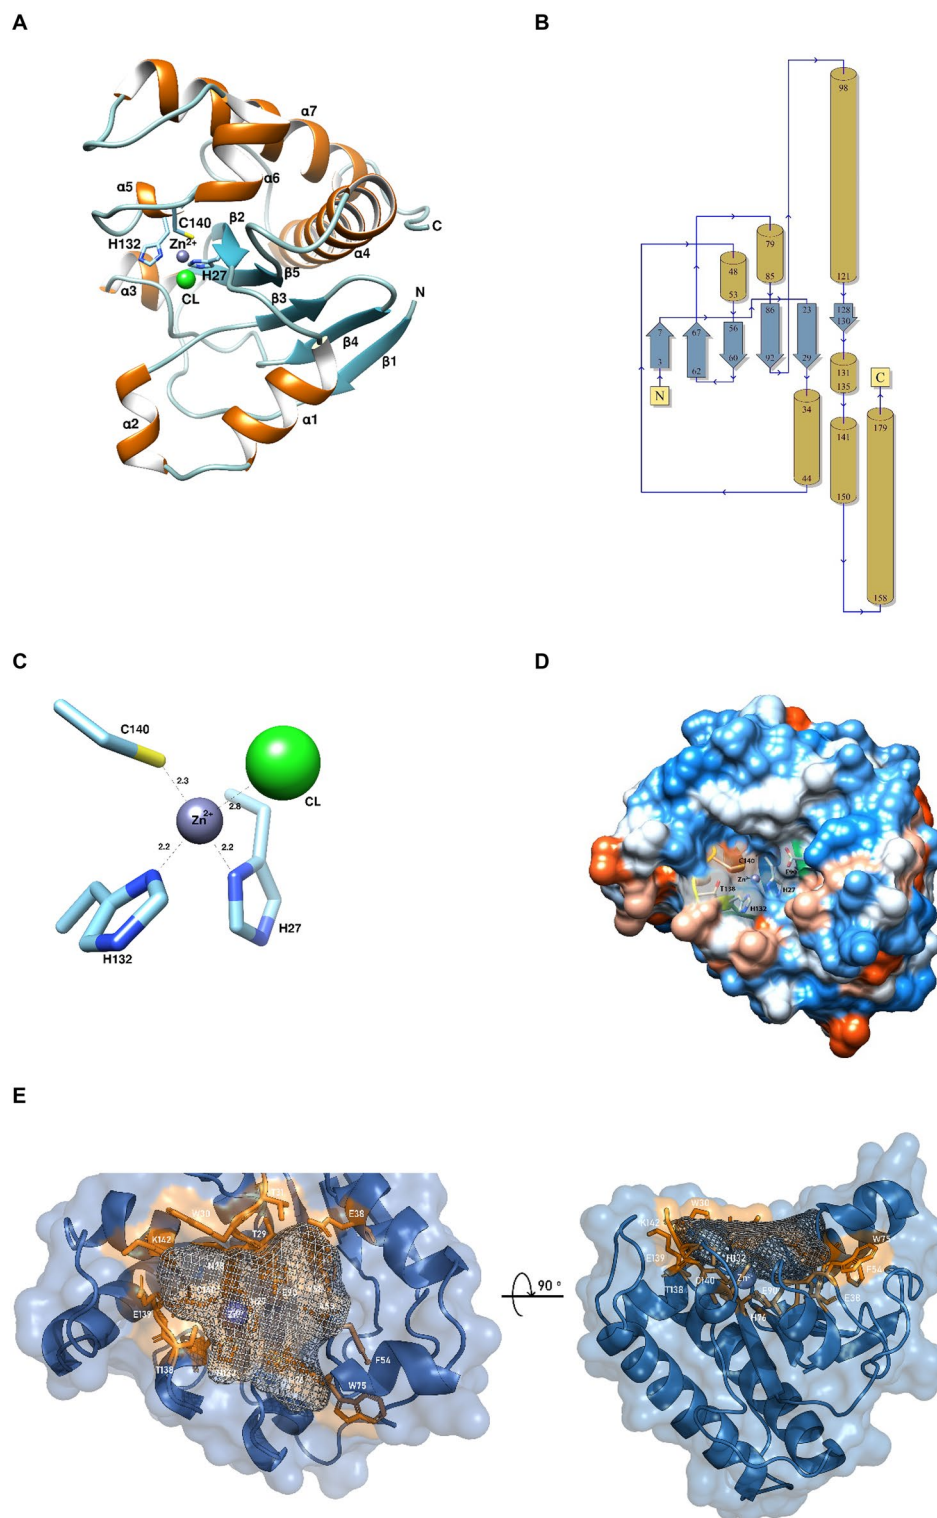 A
B
α7
α6
α5
C140
β2
H132
Zn2+
C
α4
H27
β5
α3
β3
CL
N
β4
β1
α2
α1
98
79
48
85
121
53
7
67
56
86
23
128
130
3
62
60
92
29
131
135
N
C
34
141
179
44
150
158
C
D
C140
2.3
CL
Zn2+
2.8
2.2
2.2
H27
H132
C140
Zn2+
T138
H27
H132
E
W30
E38
T29
K142
E90
E139
T138
F54
W75
90 °
W30
K142
W75
E139
H132
F54
T138
C140
Zn
E90
E38
H76